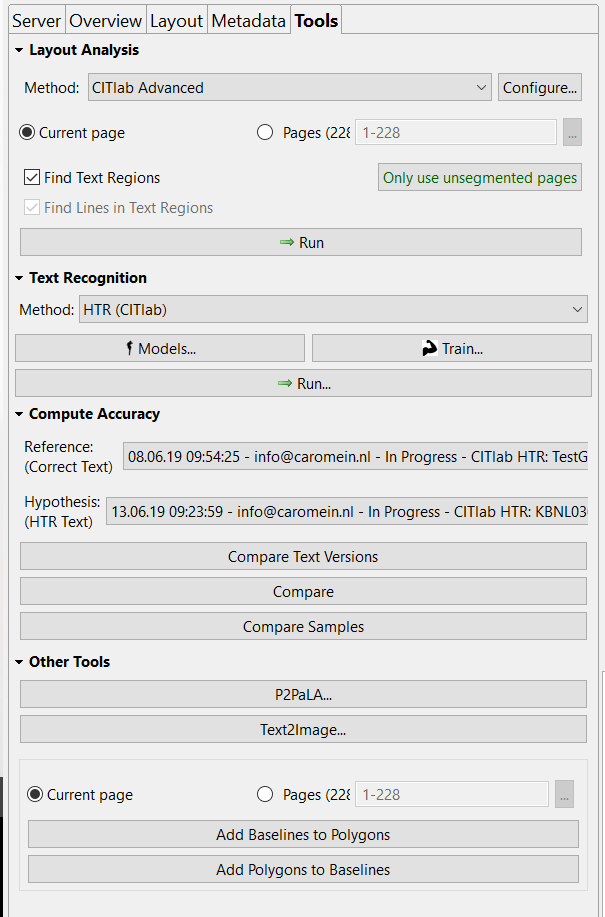 Server Overview Layout Metadata Tools
Layout Analysis
Method: CITlab Advanced Configure...
Current page Pages (228 1-228 ...
Find Text Regions Only use unsegmented pages
Find Lines in Text Regions
Run
Text Recognition
Method: HTR (CITlab)
Models... Train...
Run...
Compute Accuracy
Reference:
(Correct Text) 08.06.19 09:54:25 - info@caromein.nl - In Progress - CITlab HTR: TestG
Hypothesis:
(HTR Text) 13.06.19 09:23:59 - info@caromein.nl - In Progress - CITlab HTR: KBNL03
Compare Text Versions
Compare
Compare Samples
Other Tools
P2PaLA...
Text2Image...
Current page Pages (228 1-228 ...
Add Baselines to Polygons
Add Polygons to Baselines